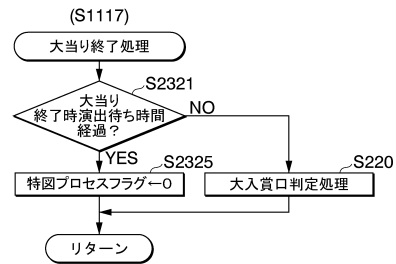 (S1117)
大当り終了処理
S2321
大当り
終了時演出待ち時間
経過？
NO
YES
S2325
特図プロセスフラグ←0
S220
大入賞口判定処理
リターン